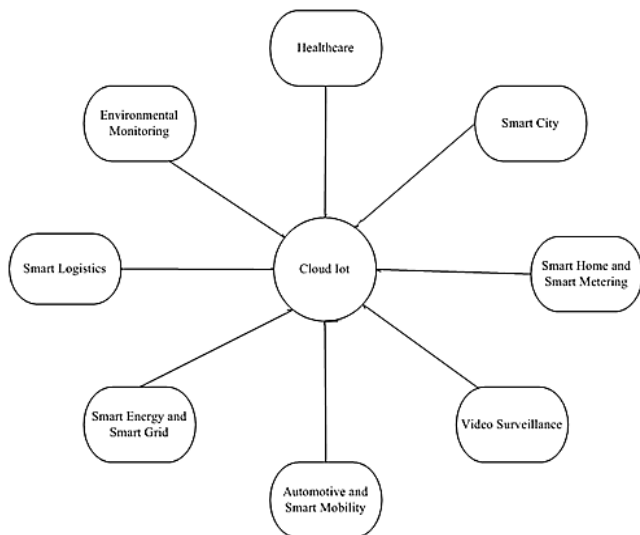 Healthcare
Environmental
Monitoring
Smart City
Smart Logistics
Cloud Iot
Smart Home and
Smart Metering
Smart Energy and
Smart Grid
Video Surveillance
Automotive and
Smart Mobility